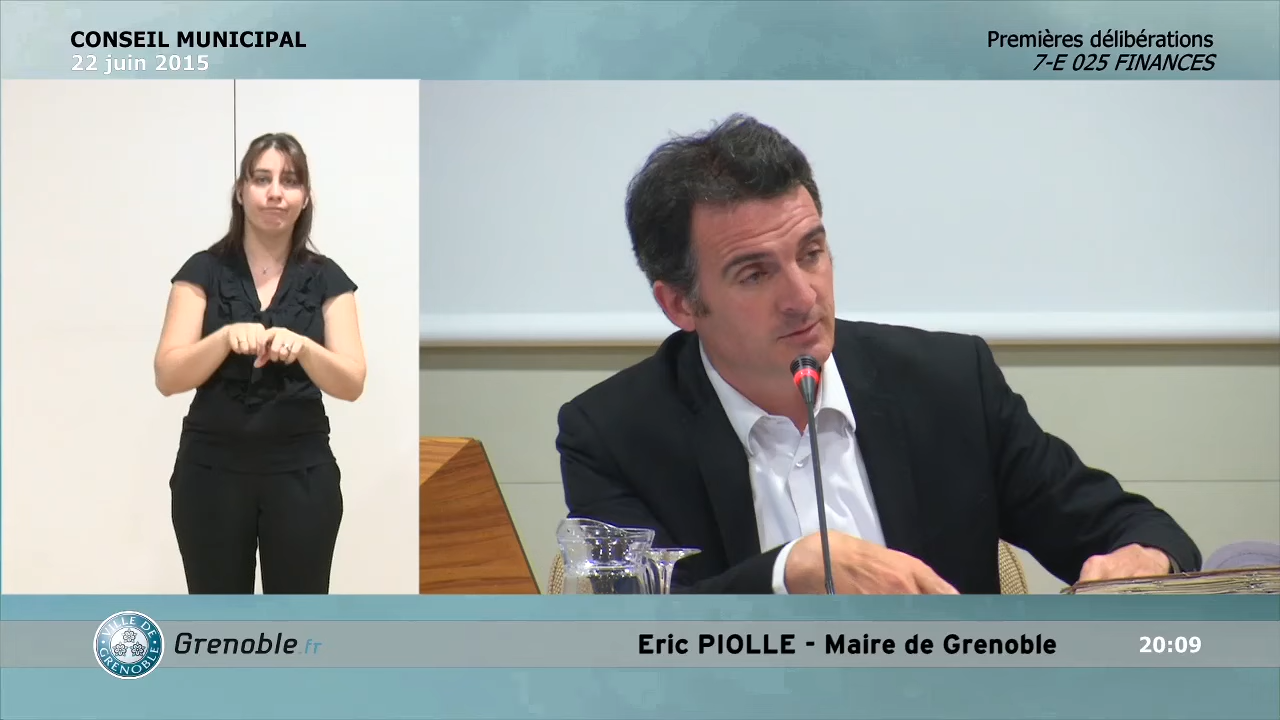 CONSEIL MUNICIPAL
22 juin 2015
Premières délibérations
7-E 025 FINANCES
VILLE DE GRENOBLE
Grenoble.fr
Eric PIOLLE - Maire de Grenoble
20:09